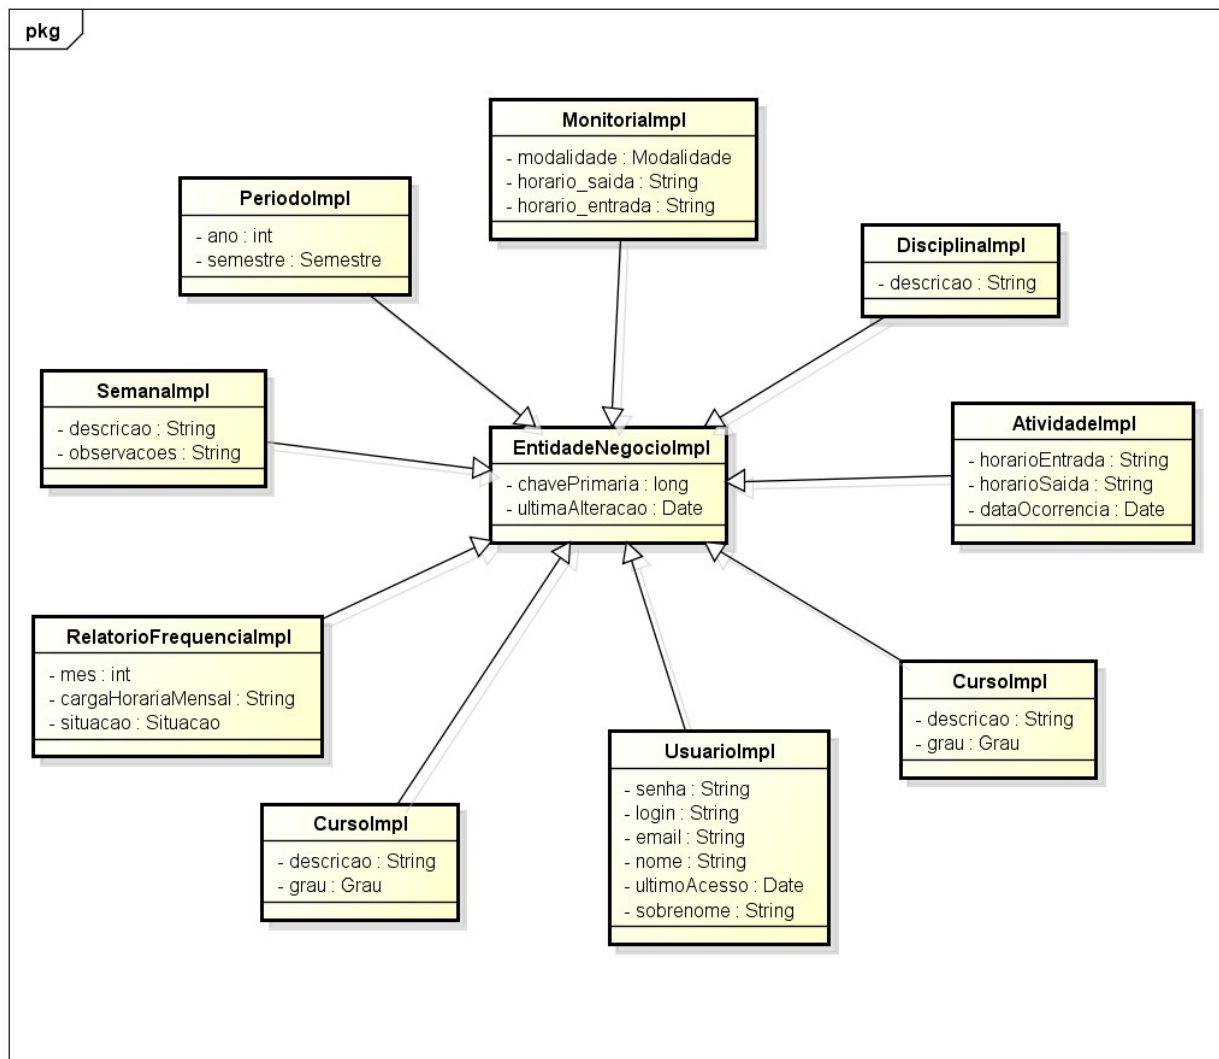 pkg
MonitoriaImpl
- modalidade : Modalidade
- horario_saida : String
- horario_entrada : String
PeriodoImpl
- ano : int
- semestre : Semestre
DisciplinaImpl
- descricao : String
SemanaImpl
- descricao : String
- observacoes : String
EntidadeNegocioImpl
- chavePrimaria : long
- ultimaAlteracao : Date
AtividadeImpl
- horarioEntrada : String
- horarioSaida : String
- dataOcorrencia : Date
RelatorioFrequenciaImpl
- mes : int
- cargaHorariaMensal : String
- situacao : Situacao
CursoImpl
- descricao : String
- grau : Grau
UsuarioImpl
- senha : String
- login : String
- email : String
- nome : String
- ultimoAcesso : Date
- sobrenome : String
CursoImpl
- descricao : String
- grau : Grau